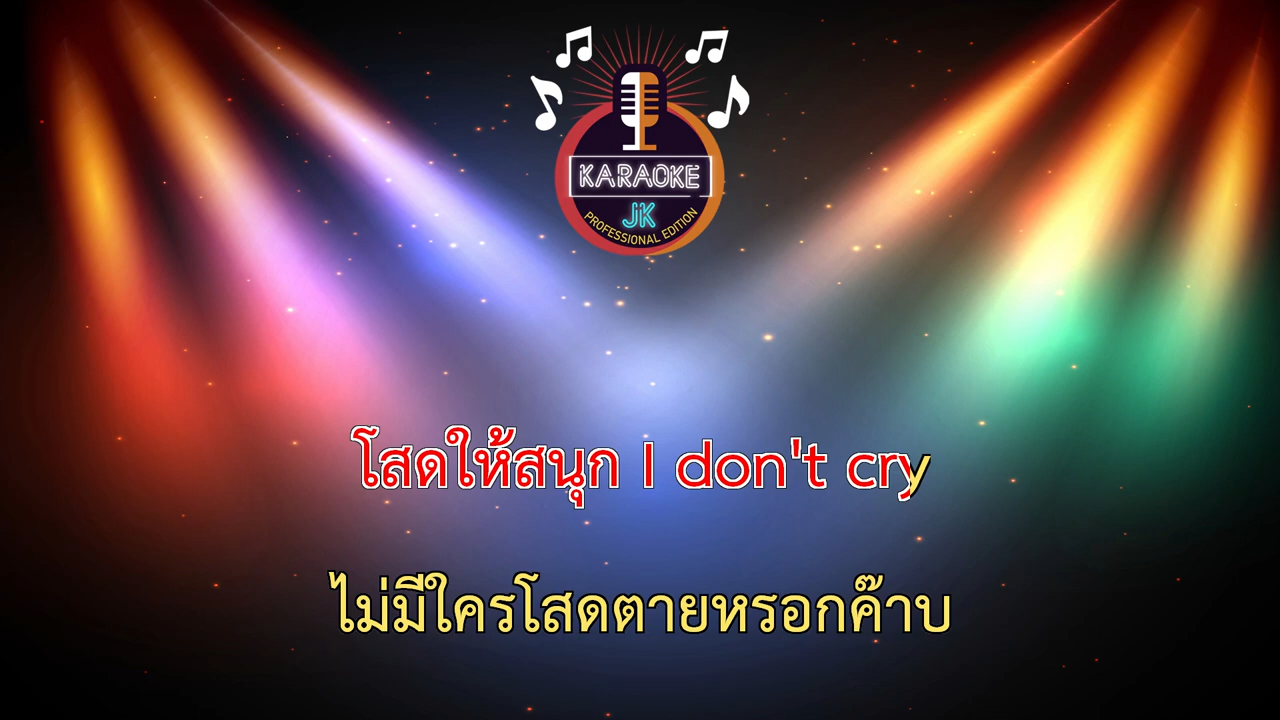 KARAOKE
JK
PROFESSIONAL EDITION
โสดให้สนุก I don't cry
ไม่มีใครโสดตายหรอกค๊าบ